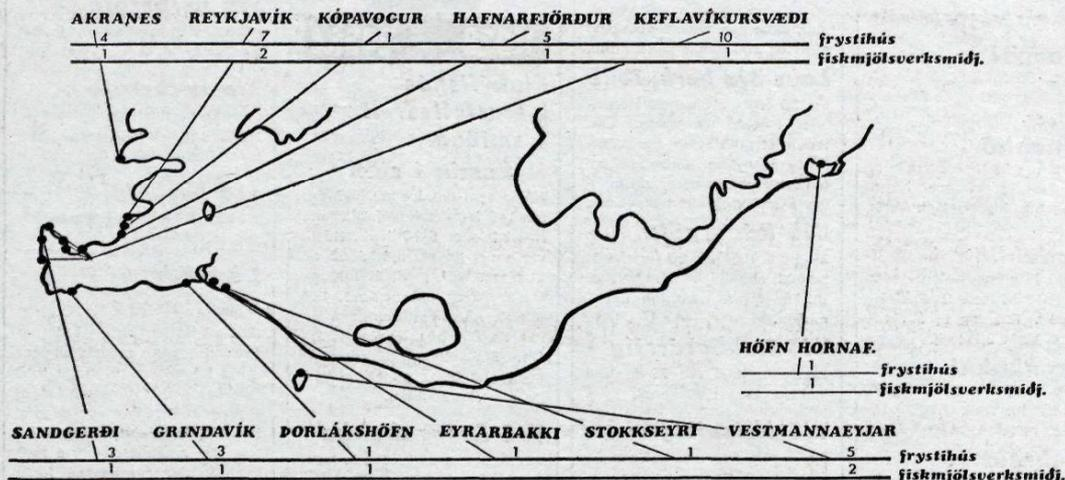 AKRANES REYKJAVÍK KÓPAVOGUR HAFNARFJÖRÐUR KEFLAVÍKURSVÆÐI
4 7 1 5 10 frystihús
1 2 1 1 fiskmjölsverksmiðj.
HÖFN HORNAF.
1 frystihús
1 fiskmjölsverksmiðj.
SANDGERÐI GRINDAVÍK ÞORLÁKSHÖFN EYRARBAKKI STOKKSEYRI VESTMANNAEYJAR
3 3 1 1 1 5 frystihús
1 1 1 2 fiskmjölsverksmiðj.